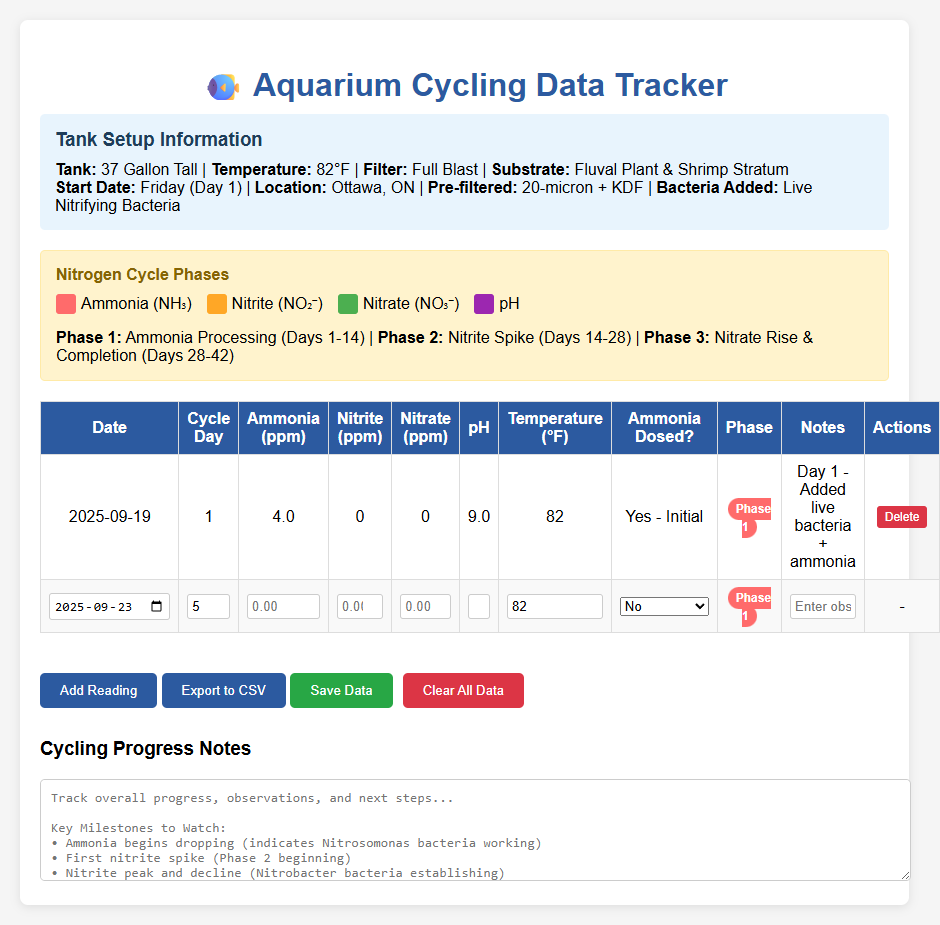 Aquarium Cycling Data Tracker
Tank Setup Information
Tank: 37 Gallon Tall | Temperature: 82°F | Filter: Full Blast | Substrate: Fluval Plant & Shrimp Stratum
Start Date: Friday (Day 1) | Location: Ottawa, ON | Pre-filtered: 20-micron + KDF | Bacteria Added: Live
Nitrifying Bacteria
Nitrogen Cycle Phases
Ammonia (NH₃) Nitrite (NO₂⁻) Nitrate (NO₃⁻) pH
Phase 1: Ammonia Processing (Days 1-14) | Phase 2: Nitrite Spike (Days 14-28) | Phase 3: Nitrate Rise &
Completion (Days 28-42)
Date
Cycle
Day
Ammonia
(ppm)
Nitrite
(ppm)
Nitrate
(ppm)
pH
Temperature
(°F)
Ammonia
Dosed?
Phase
Notes
Actions
2025-09-19
1
4.0
0
0
9.0
82
Yes - Initial
Phase
1
Day 1 -
Added
live
bacteria
+
ammonia
Delete
2025-09-23
5
0.00
0.0
0.00
82
No
Phase
1
Enter obs
-
Add Reading
Export to CSV
Save Data
Clear All Data
Cycling Progress Notes
Track overall progress, observations, and next steps...
Key Milestones to Watch:
• Ammonia begins dropping (indicates Nitrosomonas bacteria working)
• First nitrite spike (Phase 2 beginning)
• Nitrite peak and decline (Nitrobacter bacteria establishing)